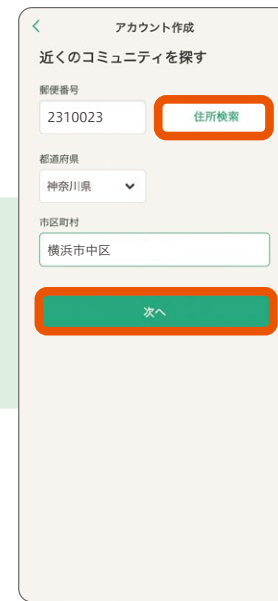 アカウント作成
近くのコミュニティを探す
郵便番号
2310023
住所検索
都道府県
神奈川県
市区町村
横浜市中区
次へ